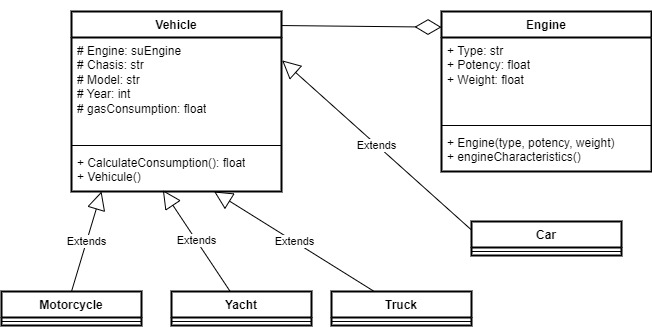 Vehicle
# Engine: suEngine
# Chasis: str
# Model: str
# Year: int
# gasConsumption: float
+ CalculateConsumption(): float
+ Vehicule()
Engine
+ Type: str
+ Potency: float
+ Weight: float
+ Engine(type, potency, weight)
+ engineCharacteristics()
Extends
Car
Extends
Extends
Extends
Motorcycle
Yacht
Truck